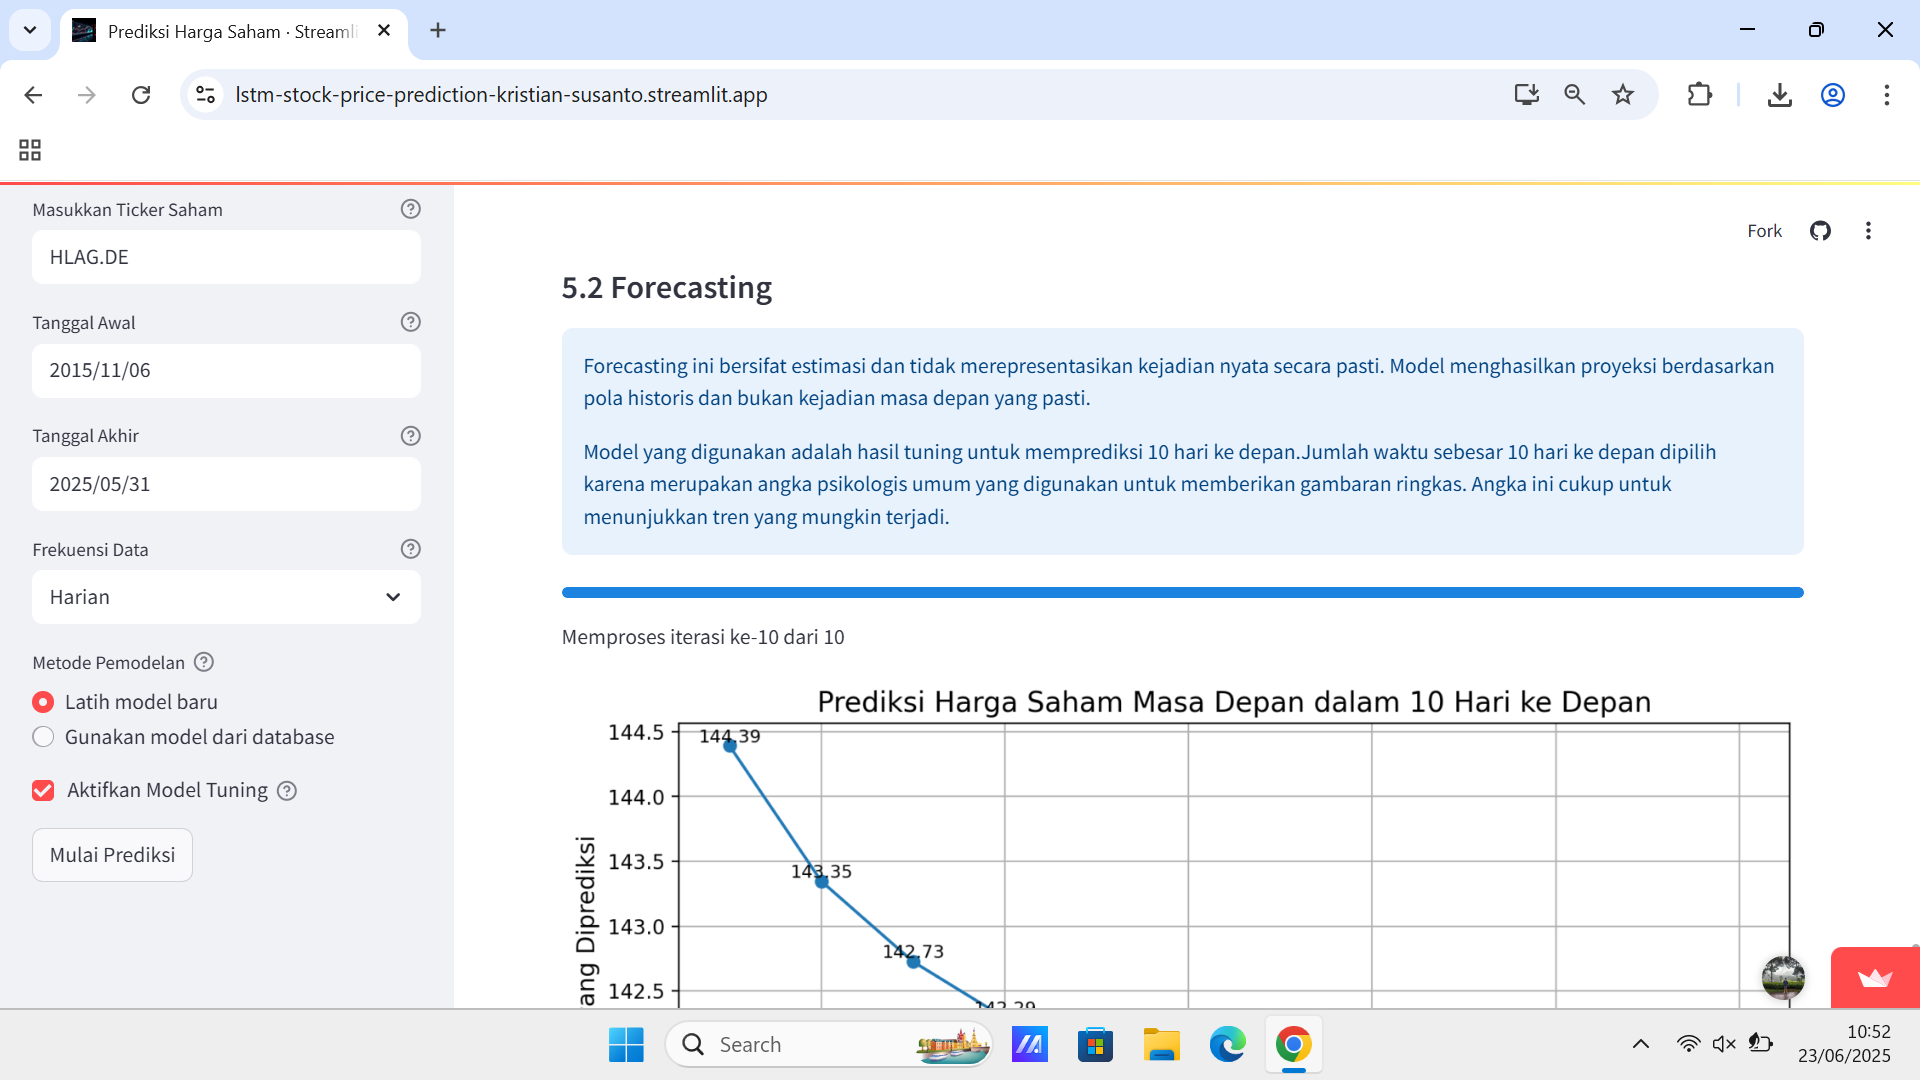 Prediksi Harga Saham · Streamli
lstm-stock-price-prediction-kristian-susanto.streamlit.app
Masukkan Ticker Saham
HLAG.DE
Tanggal Awal
2015/11/06
Tanggal Akhir
2025/05/31
Frekuensi Data
Harian
Metode Pemodelan
Latih model baru
Gunakan model dari database
Aktifkan Model Tuning
Mulai Prediksi
Fork
5.2 Forecasting
Forecasting ini bersifat estimasi dan tidak merepresentasikan kejadian nyata secara pasti. Model menghasilkan proyeksi berdasarkan
pola historis dan bukan kejadian masa depan yang pasti.
Model yang digunakan adalah hasil tuning untuk memprediksi 10 hari ke depan.Jumlah waktu sebesar 10 hari ke depan dipilih
karena merupakan angka psikologis umum yang digunakan untuk memberikan gambaran ringkas. Angka ini cukup untuk
menunjukkan tren yang mungkin terjadi.
Memproses iterasi ke-10 dari 10
Prediksi Harga Saham Masa Depan dalam 10 Hari ke Depan
144.5
144.0
143.5
143.0
142.5
ang Diprediksi
144.39
143.35
142.73
142.29
Search
10:52
23/06/2025